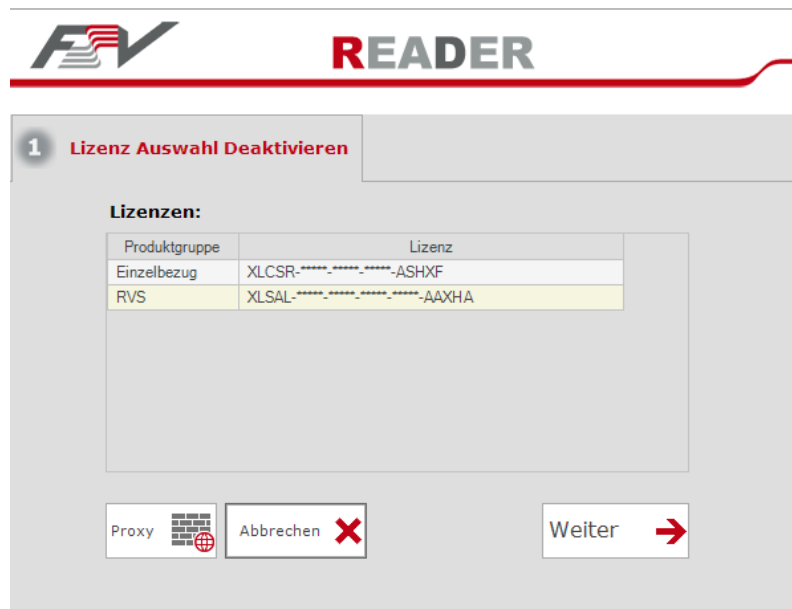 FSV
READER
1 Lizenz Auswahl Deaktivieren
Lizenzen:
Produktgruppe Lizenz
Einzelbezug XLCSR-*****-*****-*****-ASHXF
RVS XLSAL-*****-*****-*****-*****-AAXHA
Proxy Abbrechen Weiter